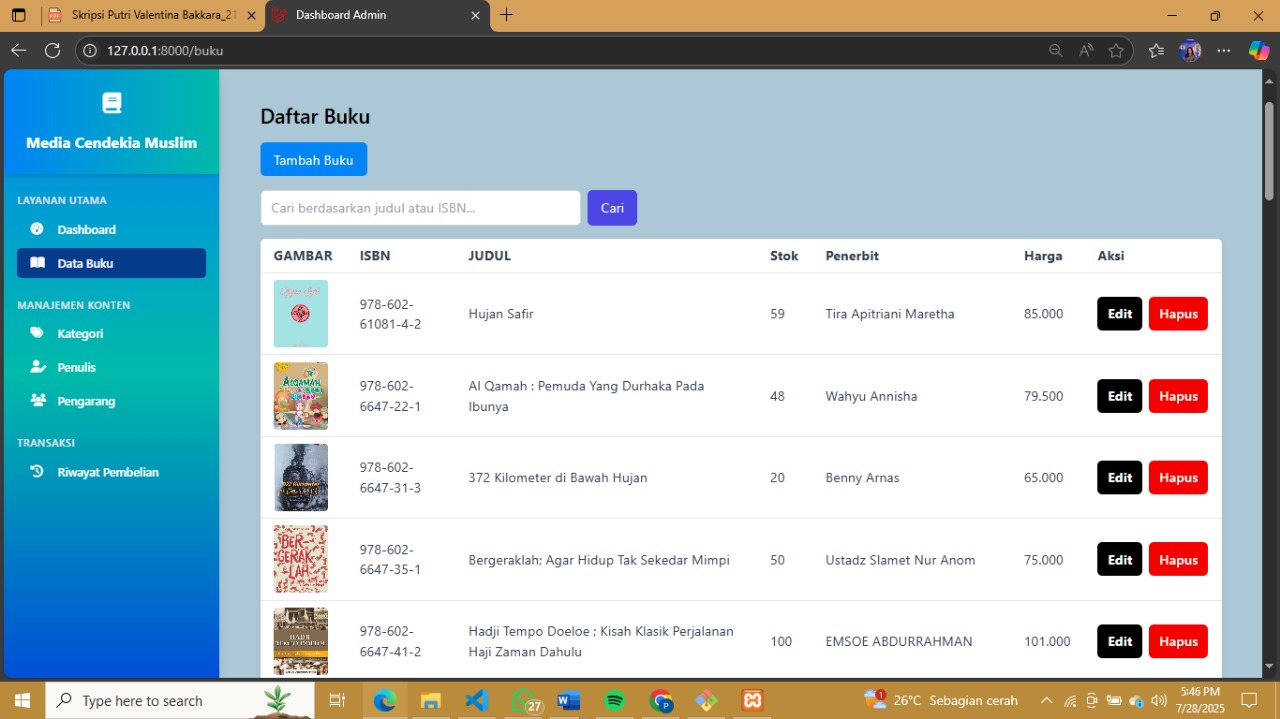 Skripsi Putri Valentina Bakkara_21
Dashboard Admin
127.0.0.1:8000/buku
Media Cendekia Muslim
LAYANAN UTAMA
Dashboard
Data Buku
MANAJEMEN KONTEN
Kategori
Penulis
Pengarang
TRANSAKSI
Riwayat Pembelian
Daftar Buku
Tambah Buku
Cari berdasarkan judul atau ISBN... Cari
GAMBAR ISBN JUDUL Stok Penerbit Harga Aksi
978-602-
61081-4-2
Hujan Safir 59 Tira Apitriani Maretha 85.000 Edit Hapus
ALQAMAH
978-602-
6647-22-1
Al Qamah : Pemuda Yang Durhaka Pada
Ibunya
48 Wahyu Annisha 79.500 Edit Hapus
978-602-
6647-31-3
372 Kilometer di Bawah Hujan 20 Benny Arnas 65.000 Edit Hapus
BER-
GERAK
LAH
978-602-
6647-35-1
Bergeraklah; Agar Hidup Tak Sekedar Mimpi 50 Ustadz Slamet Nur Anom 75.000 Edit Hapus
HADJI
978-602-
6647-41-2
Hadji Tempo Doeloe ; Kisah Klasik Perjalanan
Haji Zaman Dahulu
100 EMSOE ABDURRAHMAN 101.000 Edit Hapus
Type here to search
27
1
26°C Sebagian cerah
5:46 PM
7/28/2025